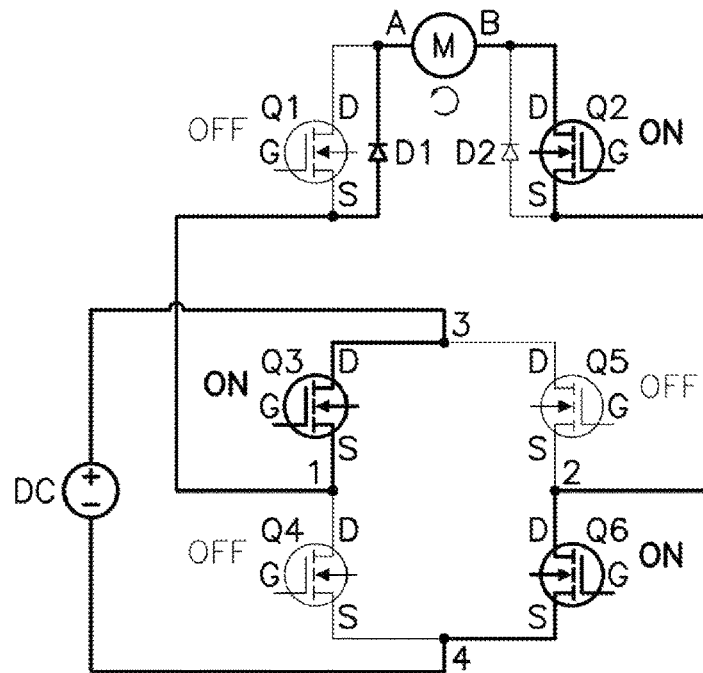 A M B
Q1 D D Q2
OFF G D1 D2 G ON
S S
3
Q3 D D Q5
ON G G OFF
S S
1 2
DC + −
Q4 D D Q6
OFF G G ON
S S
4